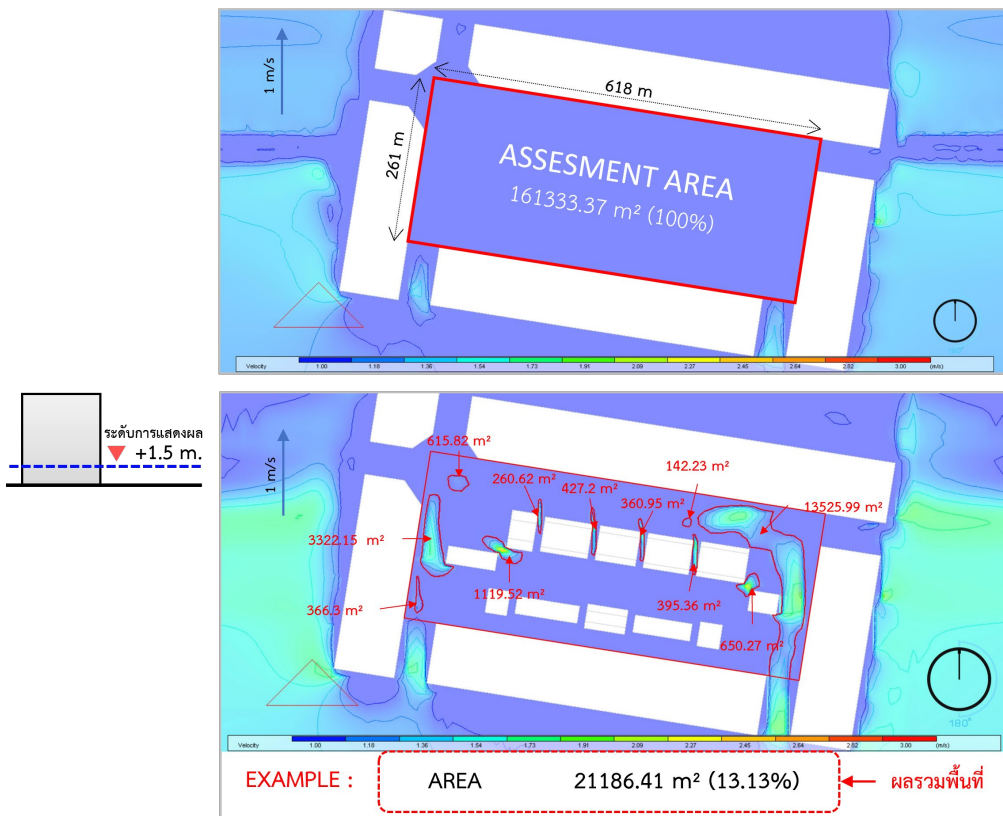 1 m/s
618 m
261 m
ASSESMENT AREA
161333.37 m² (100%)
Velocity 1.00 1.18 1.36 1.54 1.73 1.91 2.09 2.27 2.45 2.64 2.82 3.00 (m/s)
ระดับการแสดงผล
+1.5 m.
1 m/s
615.82 m²
260.62 m²
427.2 m²
360.95 m²
142.23 m²
13525.99 m²
3322.15 m²
366.3 m²
1119.52 m²
395.36 m²
650.27 m²
180°
Velocity 1.00 1.18 1.36 1.54 1.73 1.91 2.09 2.27 2.45 2.64 2.82 3.00 (m/s)
EXAMPLE : AREA 21186.41 m² (13.13%) ผลรวมพื้นที่